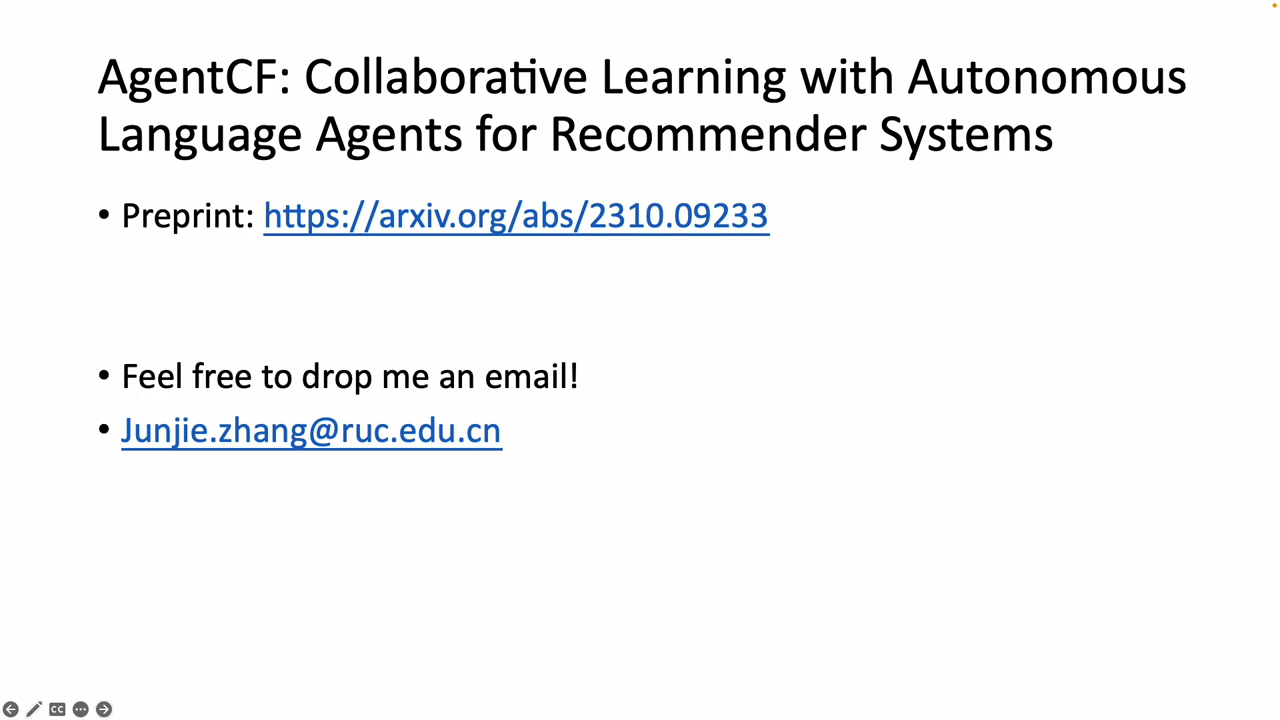 AgentCF: Collaborative Learning with Autonomous
Language Agents for Recommender Systems
• Preprint: https://arxiv.org/abs/2310.09233
• Feel free to drop me an email!
• Junjie.zhang@ruc.edu.cn
CC